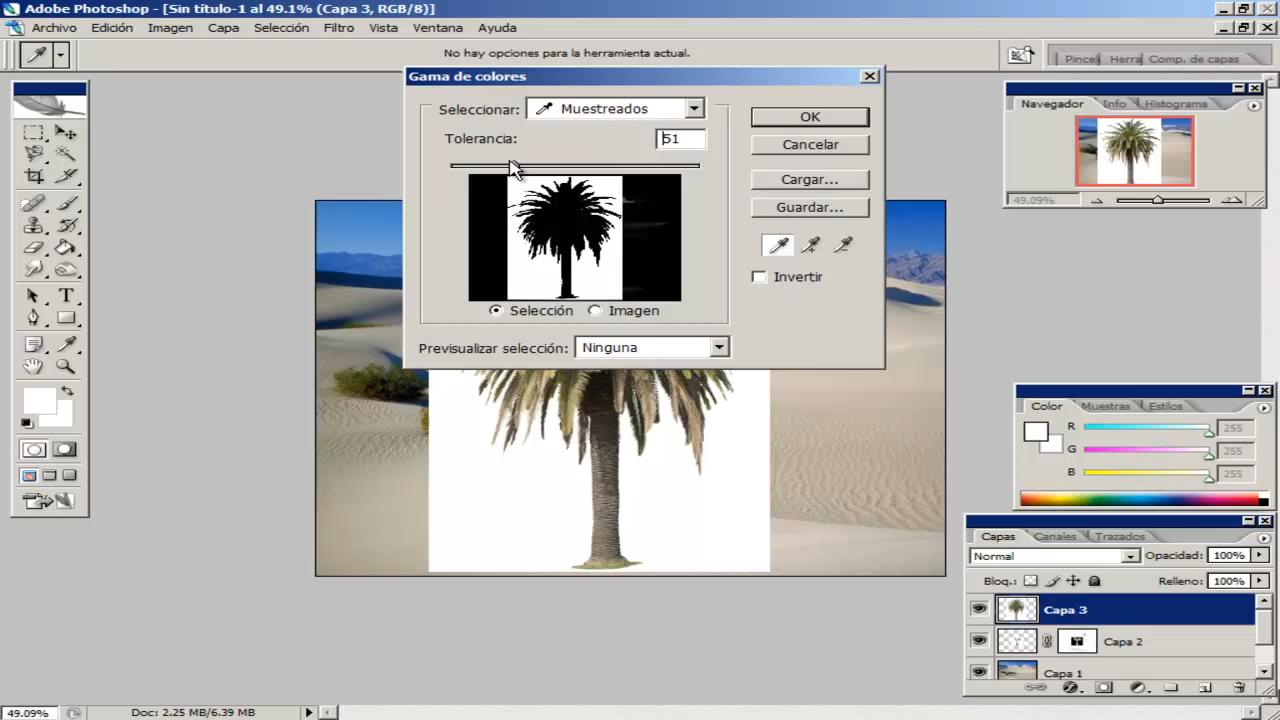 Adobe Photoshop - [Sin título-1 al 49.1% (Capa 3, RGB/8)]
Archivo Edición Imagen Capa Selección Filtro Vista Ventana Ayuda
No hay opciones para la herramienta actual.
Pincel Herra Comp. de capas
Gama de colores
Seleccionar: Muestreados
Tolerancia: 51
OK
Cancelar
Cargar...
Guardar...
Invertir
Selección Imagen
Previsualizar selección: Ninguna
Navegador Info Histograma
49.09%
Color Muestras Estilos
R 255
G 255
B 255
Capas Canales Trazados
Normal Opacidad: 100%
Bloq.: Relleno: 100%
Capa 3
Capa 2
Capa 1
49.09% Doc: 2.25 MB/6.39 MB